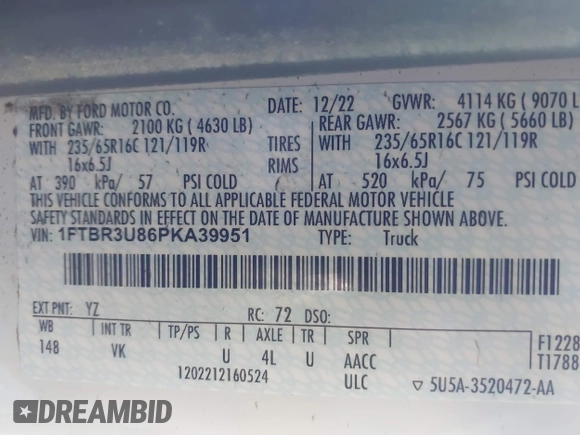 MFD. BY FORD MOTOR CO. DATE: 12/22 GVWR: 4114 KG ( 9070 L
FRONT GAWR: 2100 KG ( 4630 LB) REAR GAWR: 2567 KG ( 5660 LB)
WITH 235/65R16C 121/119R TIRES WITH 235/65R16C 121/119R
16x6.5J RIMS 16x6.5J
AT 390 kPa/ 57 PSI COLD AT 520 kPa/ 75 PSI COLD
THIS VEHICLE CONFORMS TO ALL APPLICABLE FEDERAL MOTOR VEHICLE
SAFETY STANDARDS IN EFFECT ON THE DATE OF MANUFACTURE SHOWN ABOVE.
VIN: 1FTBR3U86PKA39951 TYPE: Truck
EXT PNT: YZ RC: 72 DSO:
WB INT TR TP/PS R AXLE TR SPR F1228
148 VK U 4L U AACC T1788
1202212160524 ULC ▽ 5U5A-3520472-AA
DREAMBID